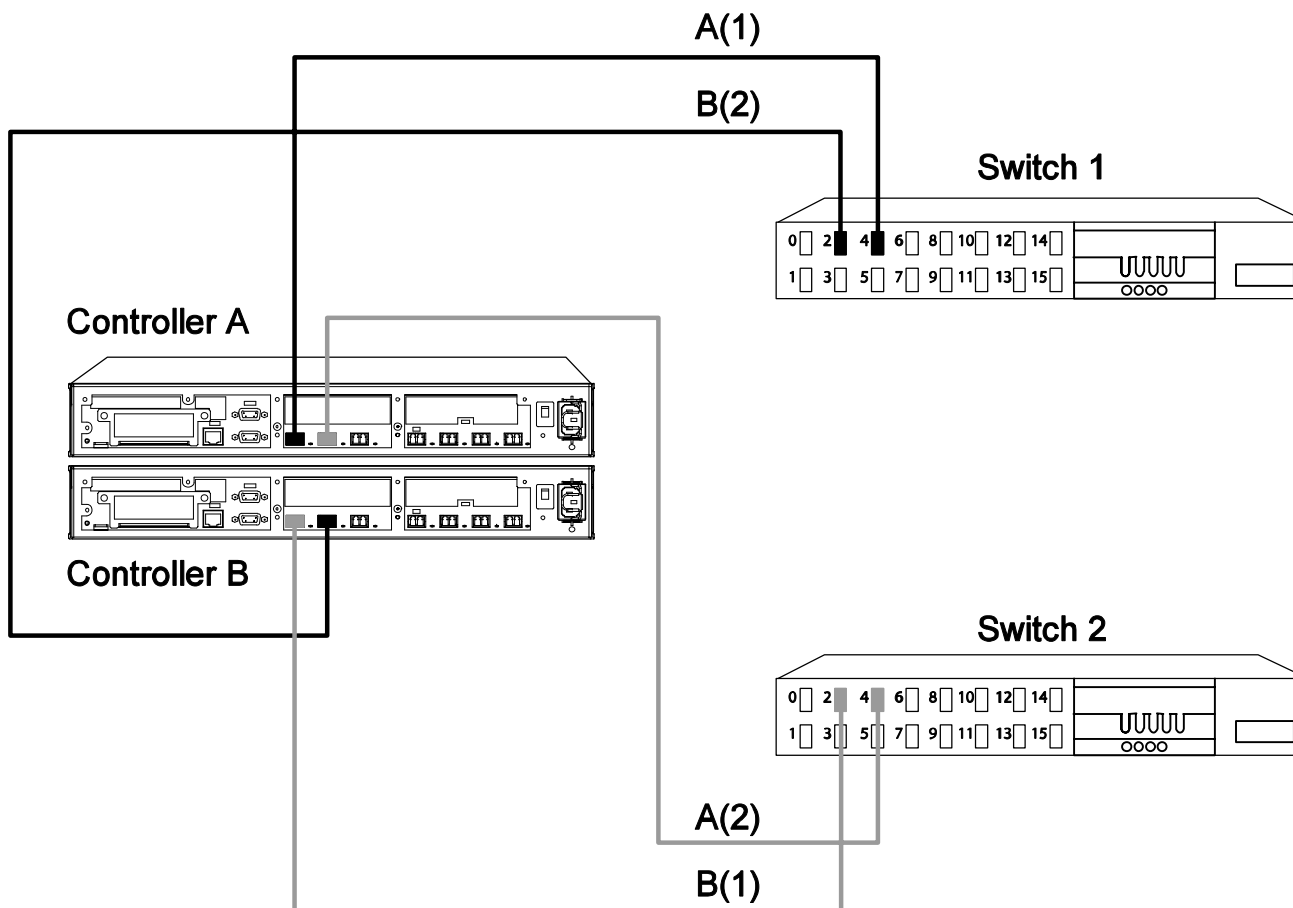 A(1)
B(2)
Switch 1
0 2 4 6 8 10 12 14
1 3 5 7 9 11 13 15
Controller A
Controller B
Switch 2
0 2 4 6 8 10 12 14
1 3 5 7 9 11 13 15
A(2)
B(1)